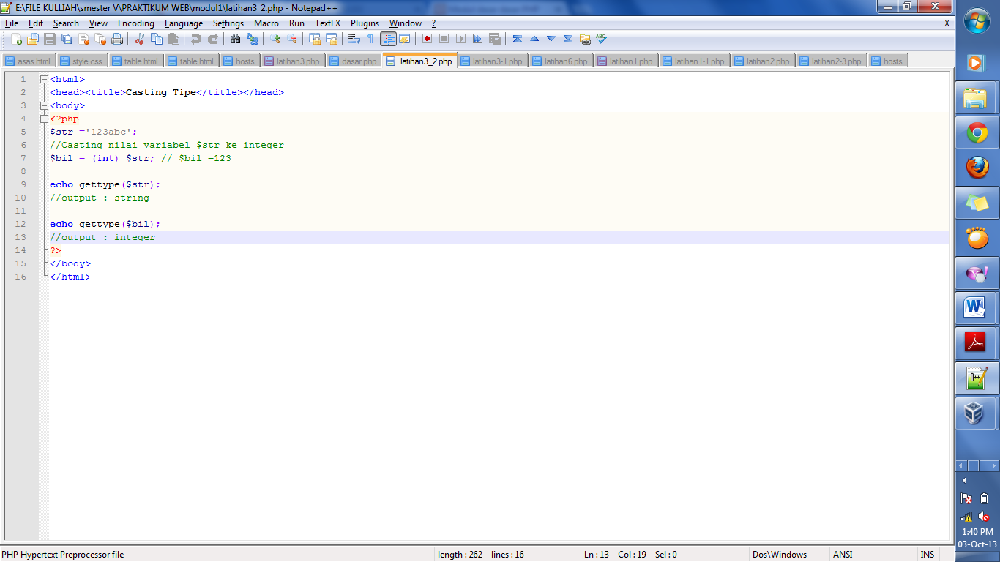 E:\FILE KULLIAH\smester V\PRAKTIKUM WEB\modul1\latihan3_2.php - Notepad++
File Edit Search View Encoding Language Settings Macro Run TextFX Plugins Window ? X
aaas.html style.css table.html table.html hosts latihan3.php dasar.php latihan3_2.php latihan3-1.php latihan6.php latihan1.php latihan1-1.php latihan2.php latihan2-3.php hosts
1 <html>
2 <head><title>Casting Tipe</title></head>
3 <body>
4 <?php
5 $str ='123abc';
6 //Casting nilai variabel $str ke integer
7 $bil = (int) $str; // $bil =123
8
9 echo gettype($str);
10 //output : string
11
12 echo gettype($bil);
13 //output : integer
14 ?>
15 </body>
16 </html>
PHP Hypertext Preprocessor file length : 262 lines : 16 Ln : 13 Col : 19 Sel : 0 Dos\Windows ANSI INS
1:40 PM
03-Oct-13